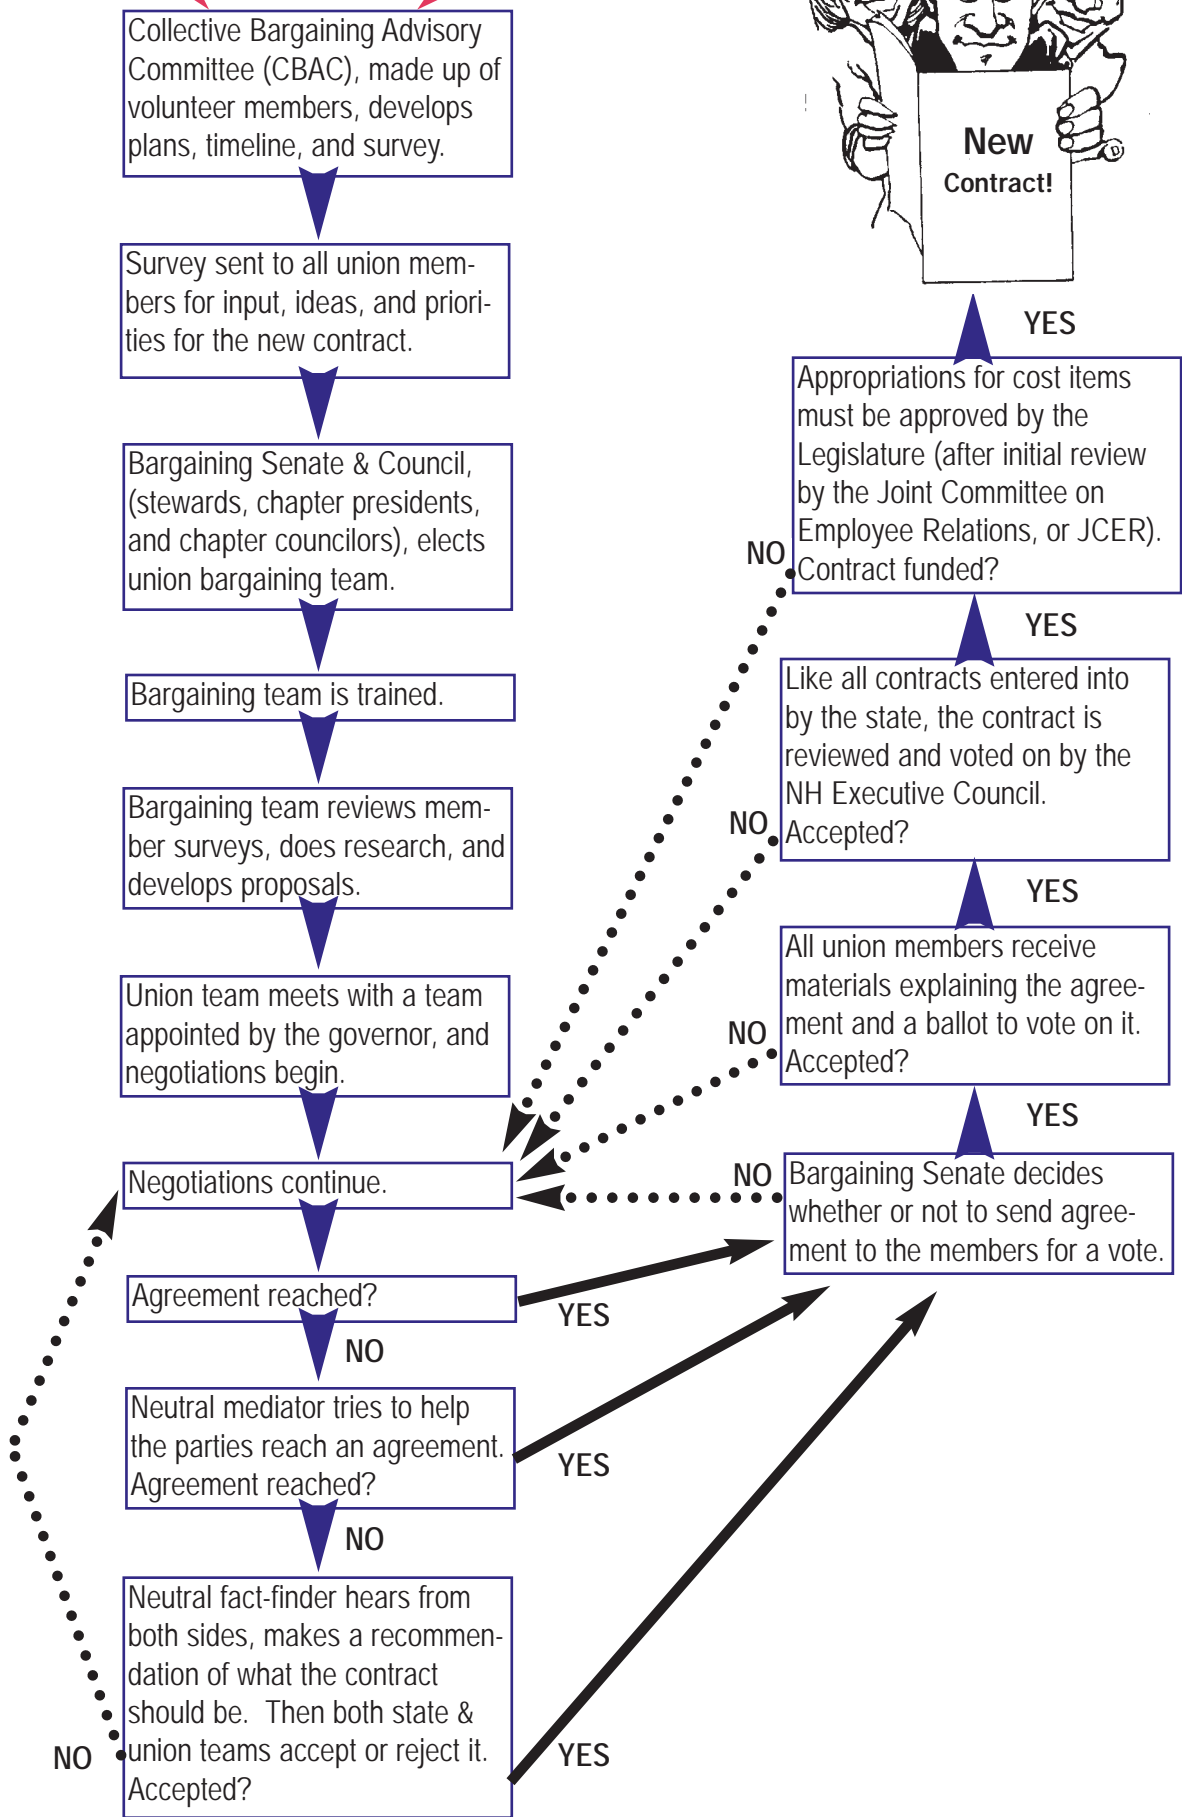 Collective Bargaining Advisory
Committee (CBAC), made up of
volunteer members, develops
plans, timeline, and survey.
Survey sent to all union mem-
bers for input, ideas, and priori-
ties for the new contract.
Bargaining Senate & Council,
(stewards, chapter presidents,
and chapter councilors), elects
union bargaining team.
Bargaining team is trained.
Bargaining team reviews mem-
ber surveys, does research, and
develops proposals.
Union team meets with a team
appointed by the governor, and
negotiations begin.
Negotiations continue.
Agreement reached?
YES
NO
Neutral mediator tries to help
the parties reach an agreement.
Agreement reached?
YES
NO
Neutral fact-finder hears from
both sides, makes a recommen-
dation of what the contract
should be. Then both state &
union teams accept or reject it.
Accepted?
NO
YES
Bargaining Senate decides
whether or not to send agree-
ment to the members for a vote.
NO
YES
All union members receive
materials explaining the agree-
ment and a ballot to vote on it.
Accepted?
NO
YES
Like all contracts entered into
by the state, the contract is
reviewed and voted on by the
NH Executive Council.
Accepted?
NO
YES
Appropriations for cost items
must be approved by the
Legislature (after initial review
by the Joint Committee on
Employee Relations, or JCER).
Contract funded?
NO
YES
New
Contract!